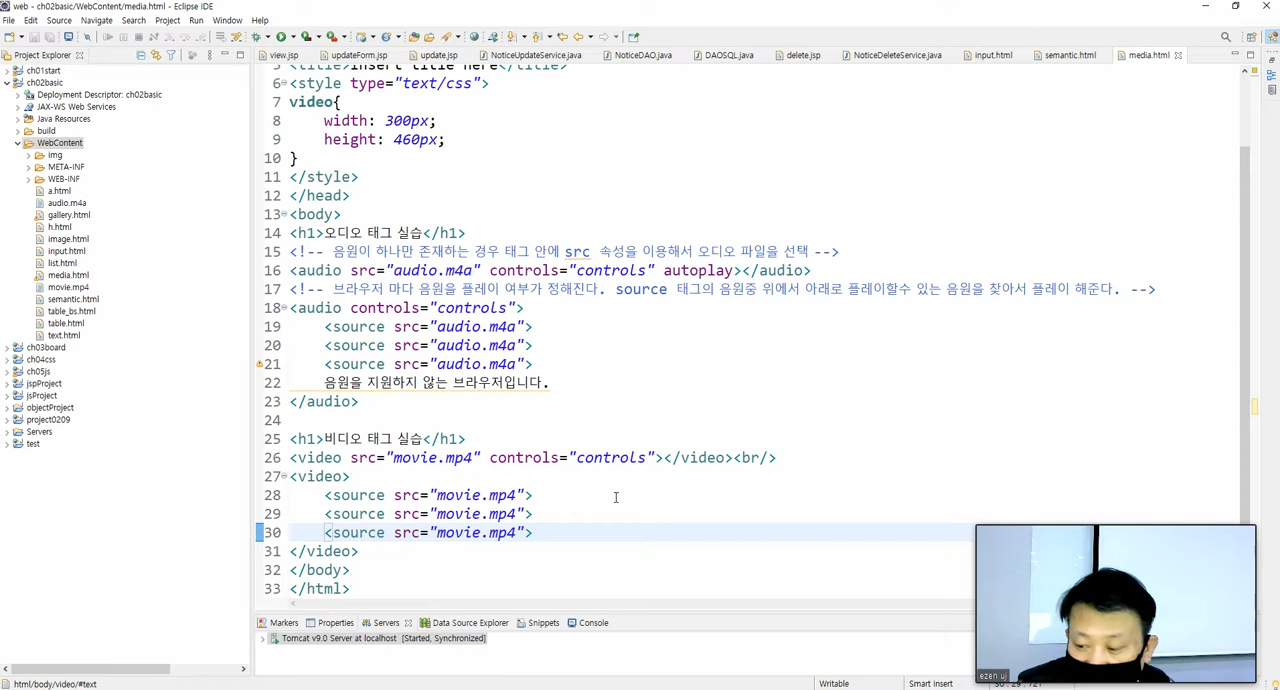 web - ch02basic/WebContent/media.html - Eclipse IDE
File Edit Source Navigate Search Project Run Window Help
Project Explorer
view.jsp updateForm.jsp update.jsp NoticeUpdateService.java NoticeDAO.java DAOSQL.java delete.jsp NoticeDeleteService.java input.html semantic.html media.html
ch01start
ch02basic
Deployment Descriptor: ch02basic
JAX-WS Web Services
Java Resources
build
WebContent
img
META-INF
WEB-INF
a.html
audio.m4a
gallery.html
h.html
image.html
input.html
list.html
media.html
movie.mp4
semantic.html
table_bs.html
table.html
text.html
ch03board
ch04css
ch05js
jspProject
jsProject
objectProject
project0209
Servers
test
5 <title>Insert title here</title>
6 <style type="text/css">
7 video{
8 width: 300px;
9 height: 460px;
10 }
11 </style>
12 </head>
13 <body>
14 <h1>오디오 태그 실습</h1>
15 <!-- 음원이 하나만 존재하는 경우 태그 안에 src 속성을 이용해서 오디오 파일을 선택 -->
16 <audio src="audio.m4a" controls="controls" autoplay></audio>
17 <!-- 브라우저 마다 음원을 플레이 여부가 정해진다. source 태그의 음원중 위에서 아래로 플레이할수 있는 음원을 찾아서 플레이 해준다. -->
18 <audio controls="controls">
19 <source src="audio.m4a">
20 <source src="audio.m4a">
21 <source src="audio.m4a">
22 음원을 지원하지 않는 브라우저입니다.
23 </audio>
24
25 <h1>비디오 태그 실습</h1>
26 <video src="movie.mp4" controls="controls"></video><br/>
27 <video>
28 <source src="movie.mp4">
29 <source src="movie.mp4">
30 <source src="movie.mp4">
31 </video>
32 </body>
33 </html>
Markers Properties Servers Data Source Explorer Snippets Console
Tomcat v9.0 Server at localhost [Started, Synchronized]
ezen uj
html/body/video/#text Writable Smart Insert